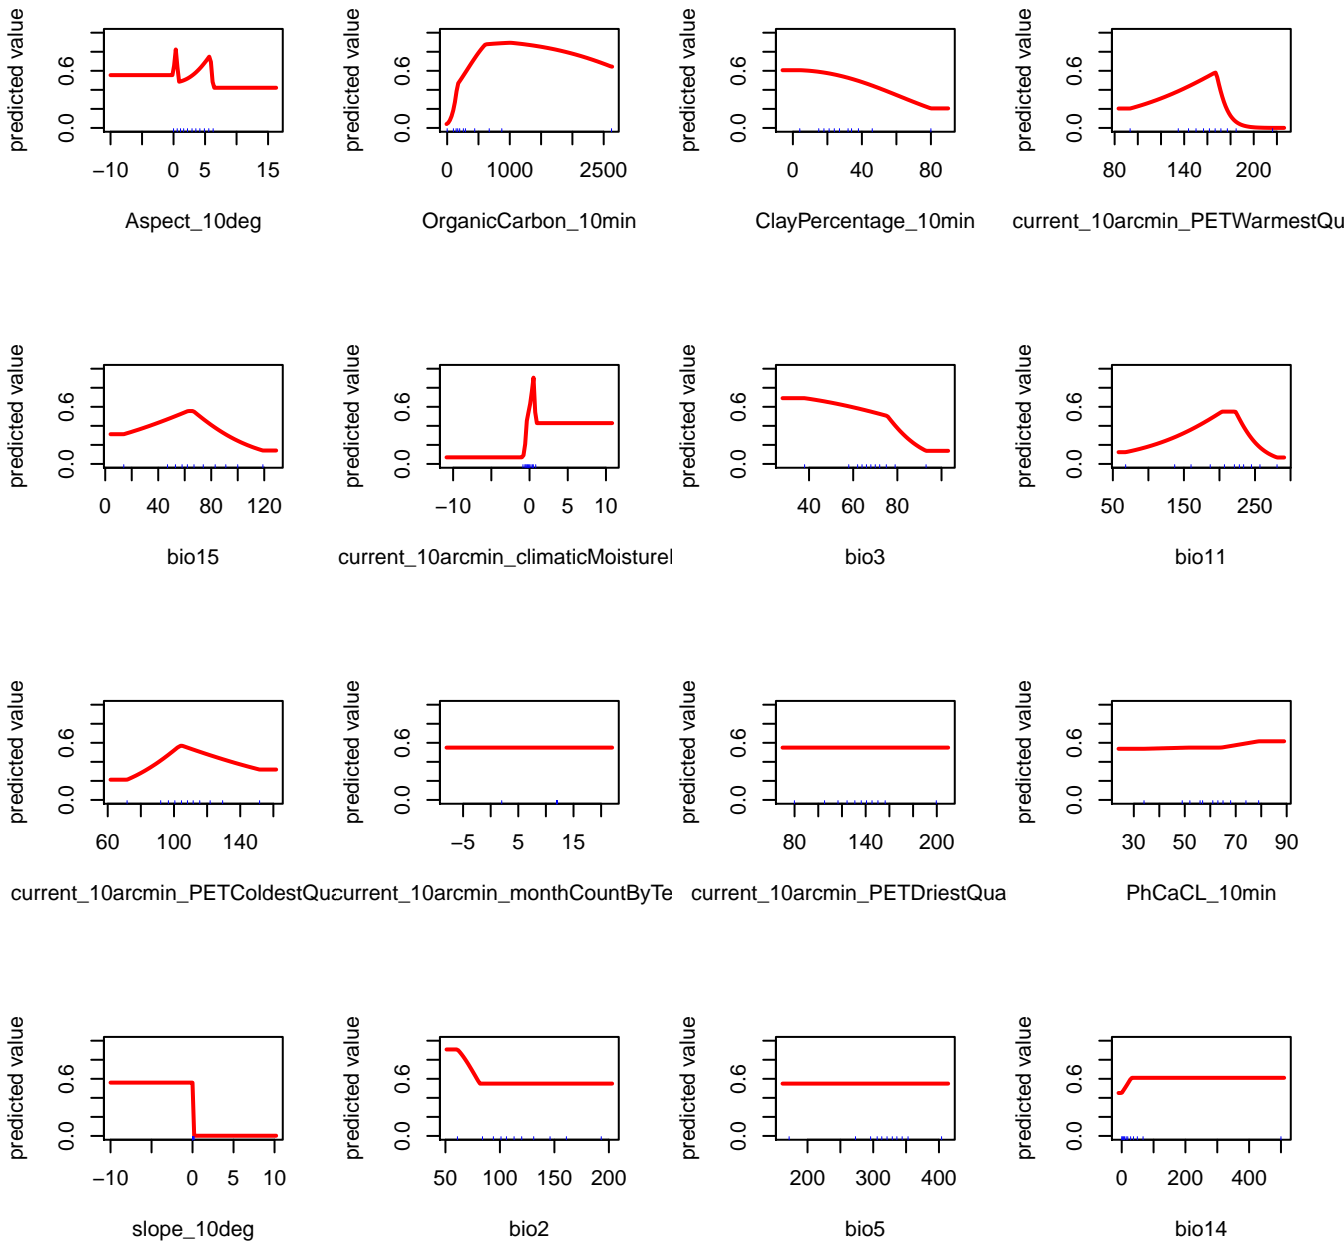 predicted value
0.0 0.6
−10 0 5 15
Aspect_10deg
predicted value
0.0 0.6
0 1000 2500
OrganicCarbon_10min
predicted value
0.0 0.6
0 40 80
ClayPercentage_10min
predicted value
0.0 0.6
80 140 200
current_10arcmin_PETWarmestQu
predicted value
0.0 0.6
0 40 80 120
bio15
predicted value
0.0 0.6
−10 0 5 10
current_10arcmin_climaticMoistureI
predicted value
0.0 0.6
40 60 80
bio3
predicted value
0.0 0.6
50 150 250
bio11
predicted value
0.0 0.6
60 100 140
current_10arcmin_PETColdestQua
predicted value
0.0 0.6
−5 5 15
current_10arcmin_monthCountByTe
predicted value
0.0 0.6
80 140 200
current_10arcmin_PETDriestQua
predicted value
0.0 0.6
30 50 70 90
PhCaCL_10min
predicted value
0.0 0.6
−10 0 5 10
slope_10deg
predicted value
0.0 0.6
50 100 150 200
bio2
predicted value
0.0 0.6
200 300 400
bio5
predicted value
0.0 0.6
0 200 400
bio14